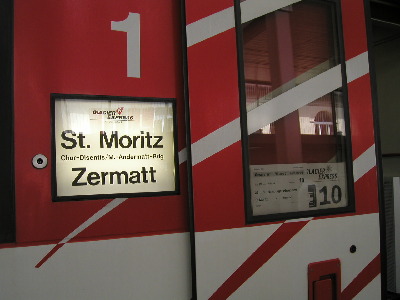 1
GLACIER
EXPRESS
St. Moritz
Chur-Disentis/M. Andermatt-Brig
Zermatt
GLACIER
EXPRESS
10